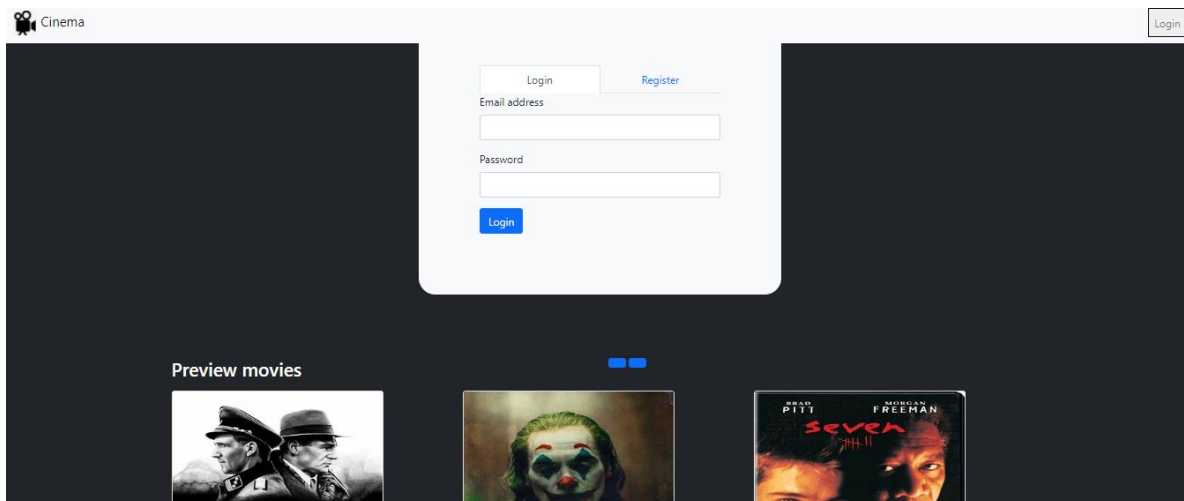 Cinema
Login
Login Register
Email address
Password
Login
Preview movies
BRAD PITT MORGAN FREEMAN
seven